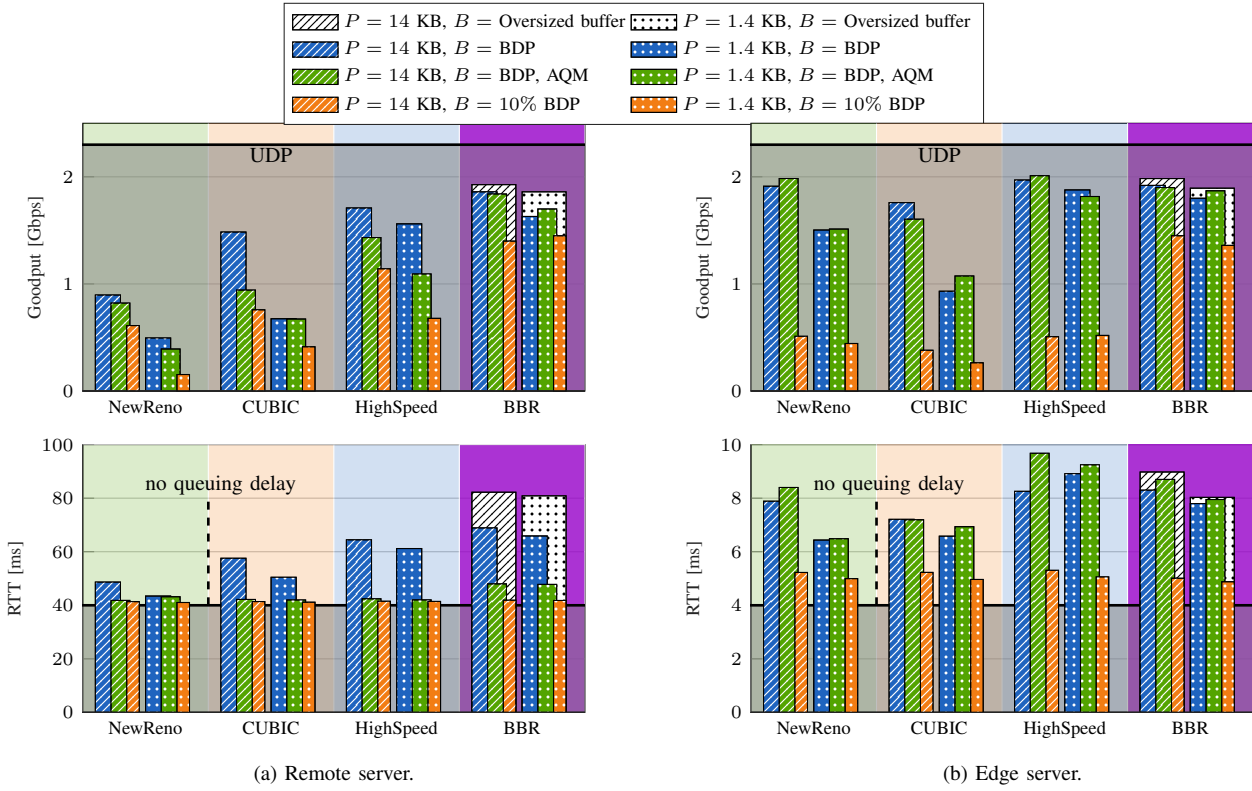 P = 14 KB, B = Oversized buffer
P = 1.4 KB, B = Oversized buffer
P = 14 KB, B = BDP
P = 1.4 KB, B = BDP
P = 14 KB, B = BDP, AQM
P = 1.4 KB, B = BDP, AQM
P = 14 KB, B = 10% BDP
P = 1.4 KB, B = 10% BDP
Goodput [Gbps]
2
1
0
UDP
NewReno CUBIC HighSpeed BBR
Goodput [Gbps]
2
1
0
UDP
NewReno CUBIC HighSpeed BBR
RTT [ms]
100
80
60
40
20
0
no queuing delay
NewReno CUBIC HighSpeed BBR
(a) Remote server.
RTT [ms]
10
8
6
4
2
0
no queuing delay
NewReno CUBIC HighSpeed BBR
(b) Edge server.